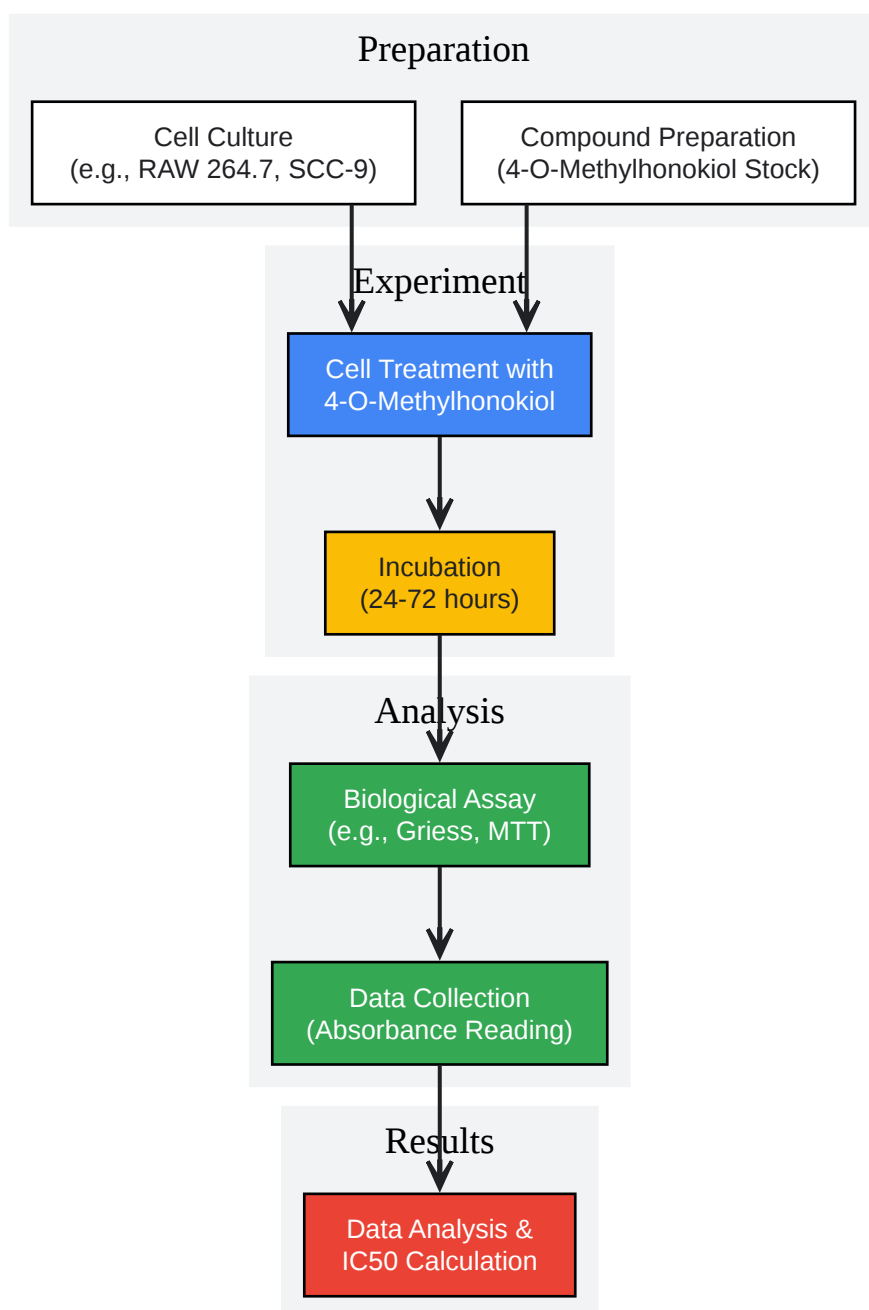 Preparation
Cell Culture
(e.g., RAW 264.7, SCC-9)
Compound Preparation
(4-O-Methylhonokiol Stock)
Experiment
Cell Treatment with
4-O-Methylhonokiol
Incubation
(24-72 hours)
Analysis
Biological Assay
(e.g., Griess, MTT)
Data Collection
(Absorbance Reading)
Results
Data Analysis &
IC50 Calculation